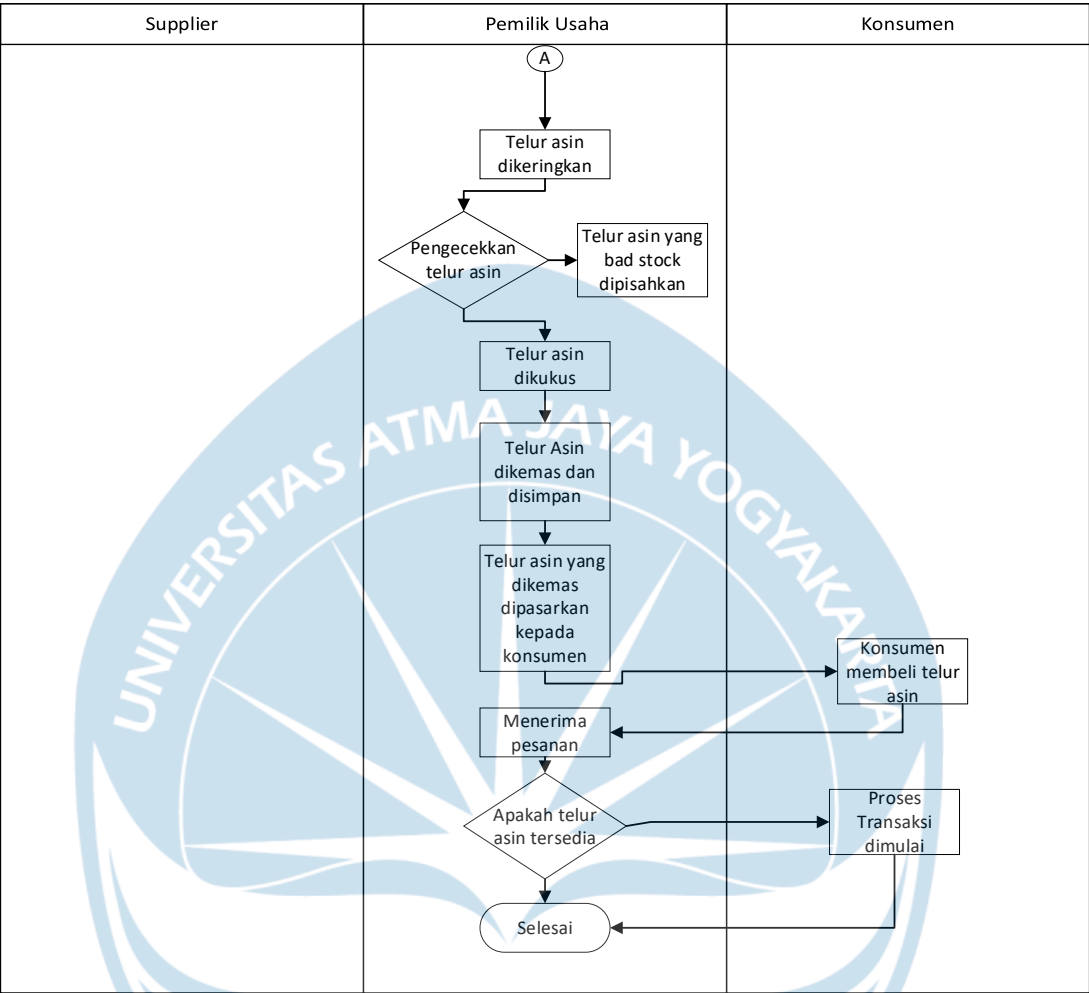 Supplier
Pemilik Usaha
Konsumen
A
Telur asin
dikeringkan
Pengecekkan
telur asin
Telur asin yang
bad stock
dipisahkan
Telur asin
dikukus
Telur Asin
dikemas dan
disimpan
Telur asin yang
dikemas
dipasarkan
kepada
konsumen
Konsumen
membeli telur
asin
Menerima
pesanan
Apakah telur
asin tersedia
Proses
Transaksi
dimulai
Selesai
UNIVERSITAS ATMA JAYA YOGYAKARTA